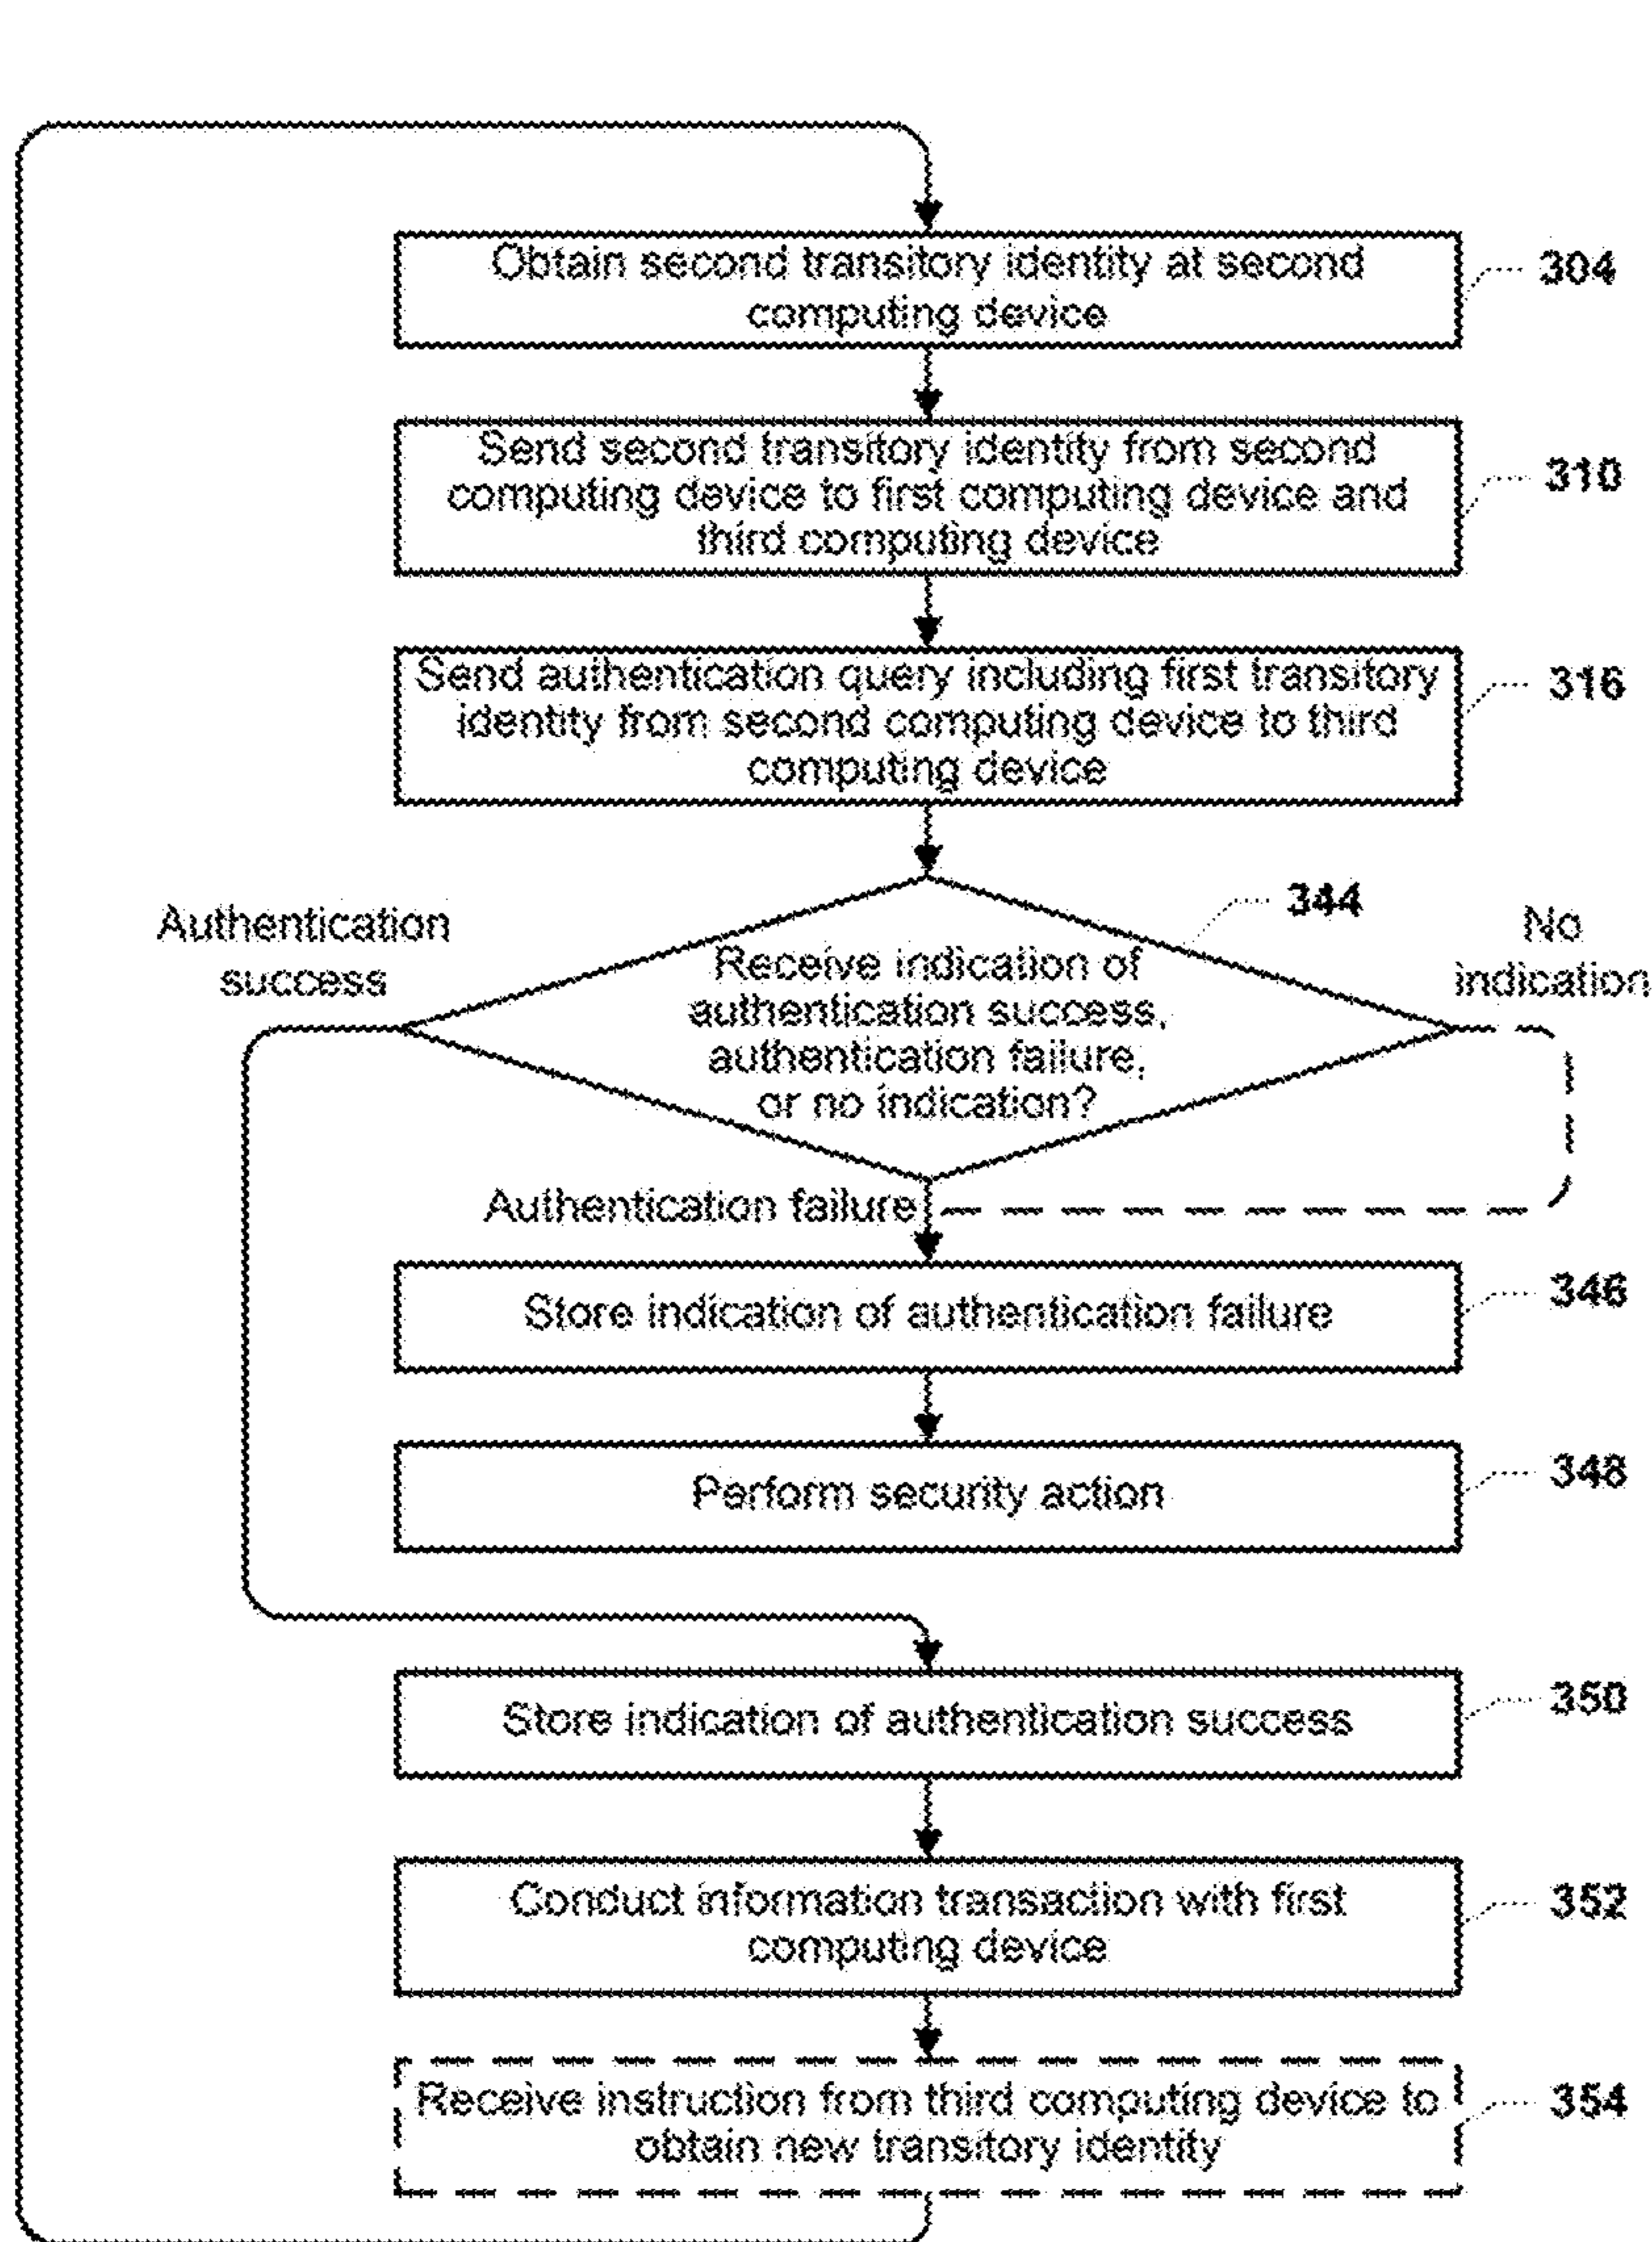 Obtain second transitory identity at second
computing device
304
Send second transitory identity from second
computing device to first computing device and
third computing device
310
Send authentication query including first transitory
identity from second computing device to third
computing device
316
Authentication
success
344
No
indication
Receive indication of
authentication success,
authentication failure,
or no indication?
Authentication failure
Store indication of authentication failure
346
Perform security action
348
Store indication of authentication success
350
Conduct information transaction with first
computing device
352
Receive instruction from third computing device to
obtain new transitory identity
354